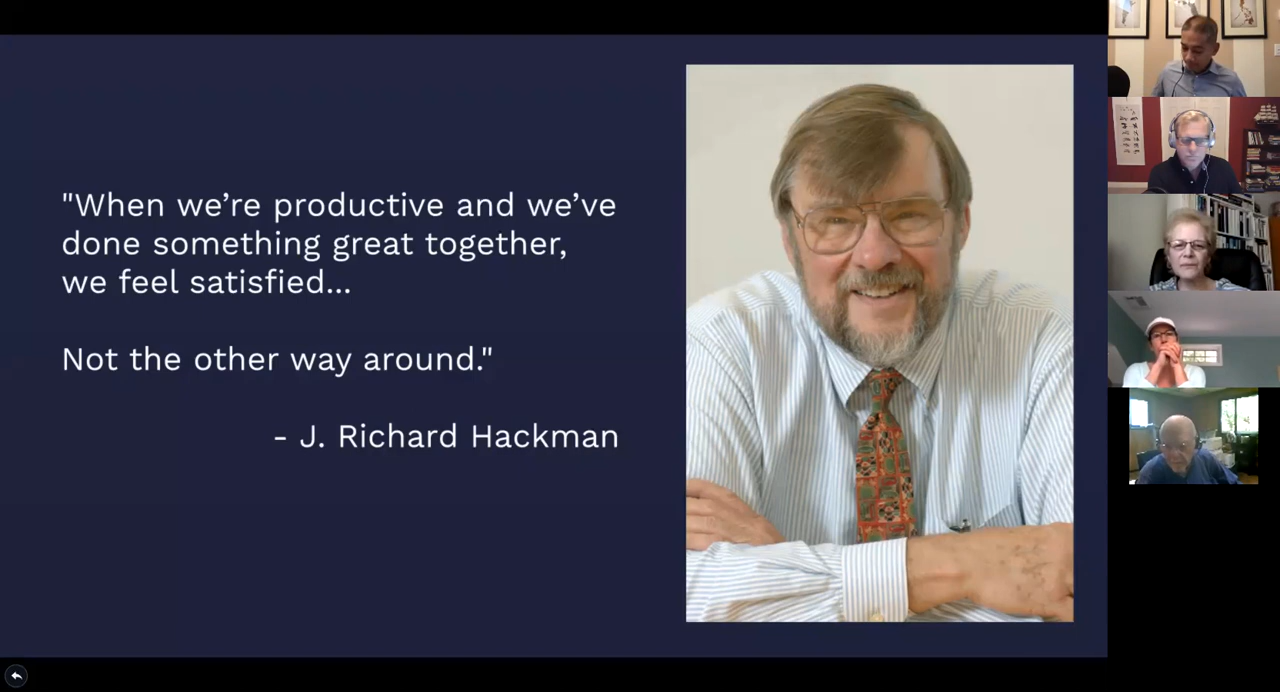 "When we’re productive and we’ve
done something great together,
we feel satisfied...
Not the other way around."
- J. Richard Hackman